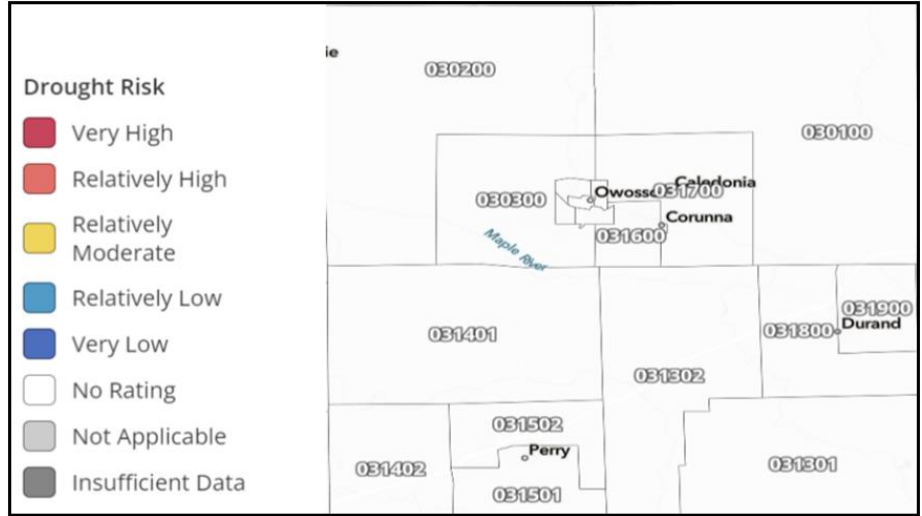 Drought Risk
Very High
Relatively High
Relatively
Moderate
Relatively Low
Very Low
No Rating
Not Applicable
Insufficient Data
ie
030200
030100
Caledonia
Owosso
031700
030300
Corunna
031600
Maple River
031900
Durand
031800
031401
031302
031502
Perry
031402
031301
031501